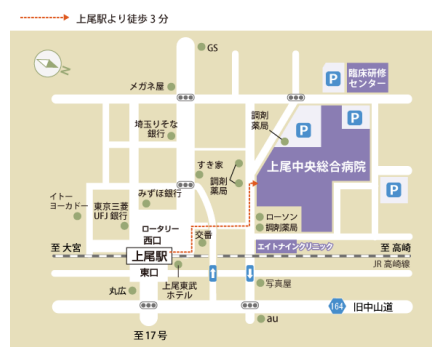 上尾駅より徒歩 3 分
GS
メガネ屋
臨床研修
センター
P
P
P
調剤
薬局
埼玉りそな
銀行
上尾中央総合病院
すき家
調剤
薬局
P
イトー
ヨーカドー
東京三菱
UFJ 銀行
みずほ銀行
ロータリー
西口
交番
ローソン
調剤薬局
エイトナインクリニック
至 大宮
上尾駅
至 高崎
JR 高崎線
東口
丸広
上尾東武
ホテル
写真屋
164
旧中山道
au
至 17 号
N